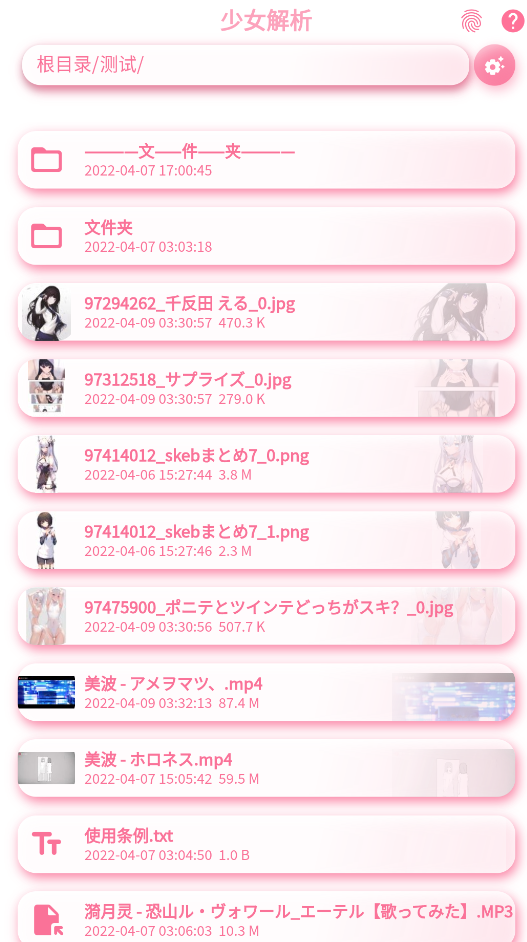 少女解析
根目录/测试/
————文——件——夹————
2022-04-07 17:00:45
文件夹
2022-04-07 03:03:18
97294262_千反田 える_0.jpg
2022-04-09 03:30:57 470.3 K
97312518_サプライズ_0.jpg
2022-04-09 03:30:57 279.0 K
97414012_skebまとめ7_0.png
2022-04-06 15:27:44 3.8 M
97414012_skebまとめ7_1.png
2022-04-06 15:27:46 2.3 M
97475900_ポニテとツインテどっちがスキ？_0.jpg
2022-04-09 03:30:56 507.7 K
美波 - アメヲマツ、.mp4
2022-04-09 03:32:13 87.4 M
美波 - ホロネス.mp4
2022-04-07 15:05:42 59.5 M
使用条例.txt
2022-04-07 03:04:50 1.0 B
漪月灵 - 恐山ル・ヴォワール_エーテル【歌ってみた】.MP3
2022-04-07 03:06:03 10.3 M